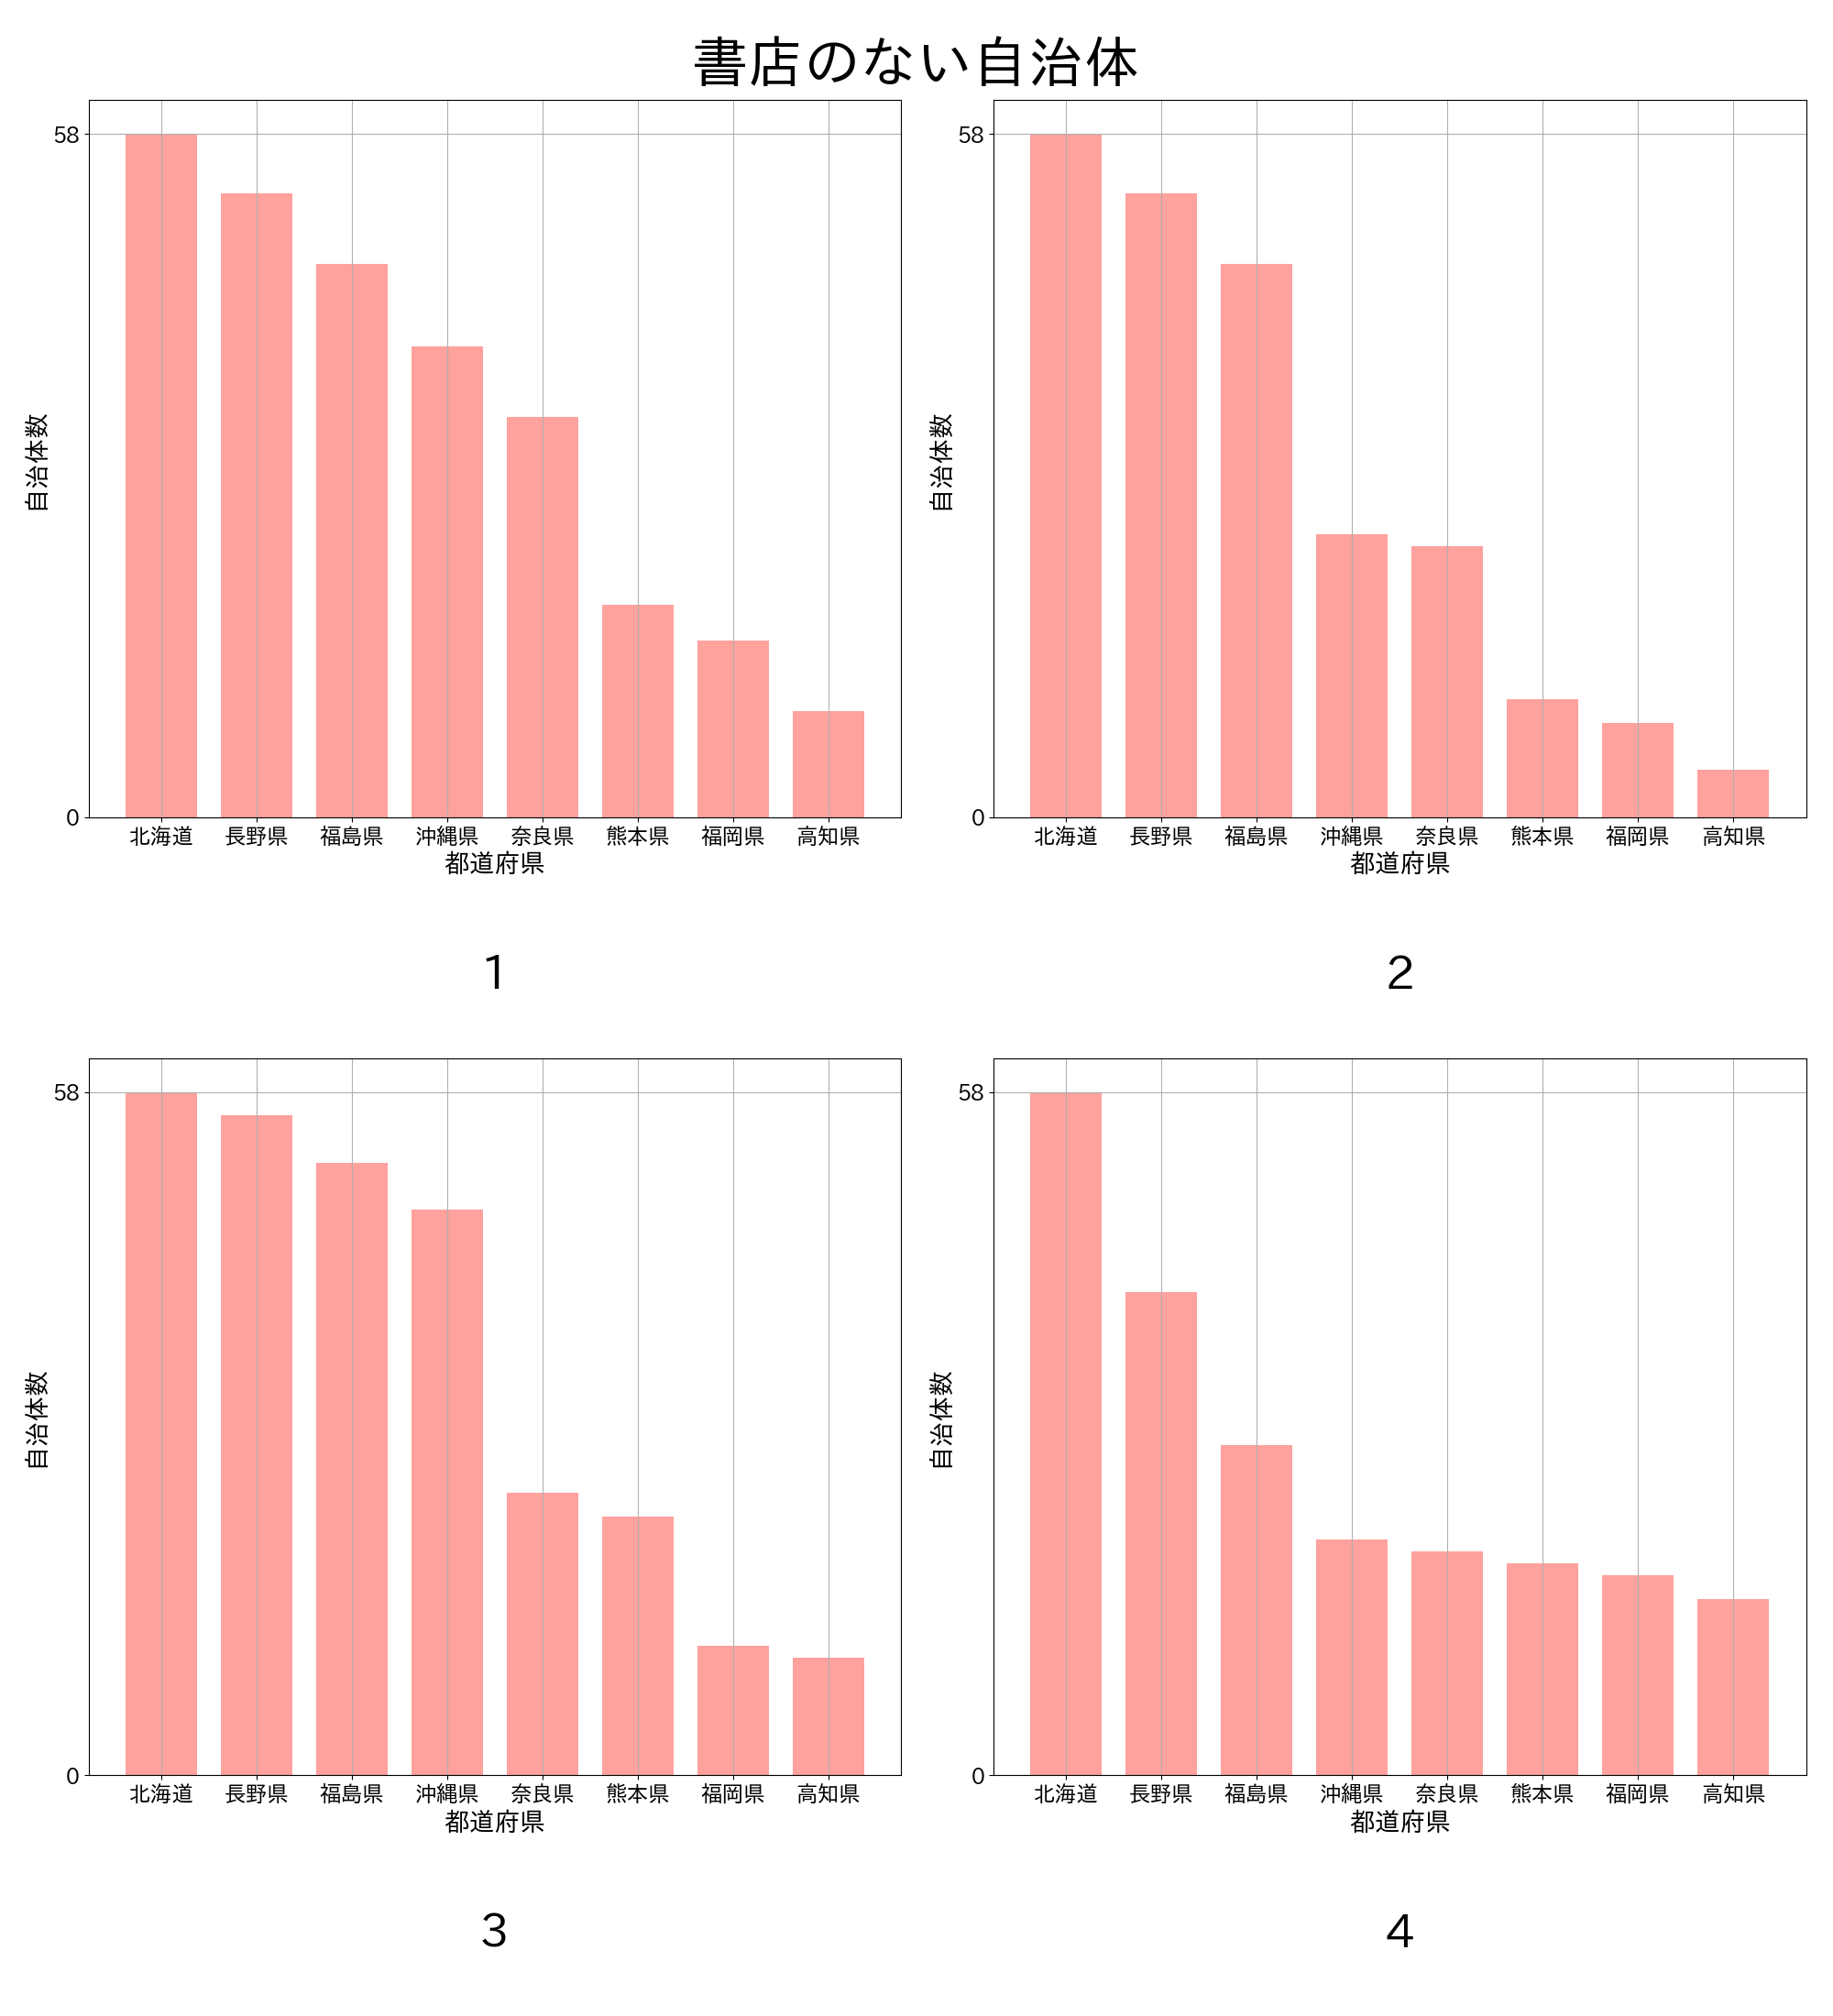 書店のない自治体
58
0
自治体数
北海道 長野県 福島県 沖縄県 奈良県 熊本県 福岡県 高知県
都道府県
1
58
0
自治体数
北海道 長野県 福島県 沖縄県 奈良県 熊本県 福岡県 高知県
都道府県
2
58
0
自治体数
北海道 長野県 福島県 沖縄県 奈良県 熊本県 福岡県 高知県
都道府県
3
58
0
自治体数
北海道 長野県 福島県 沖縄県 奈良県 熊本県 福岡県 高知県
都道府県
4